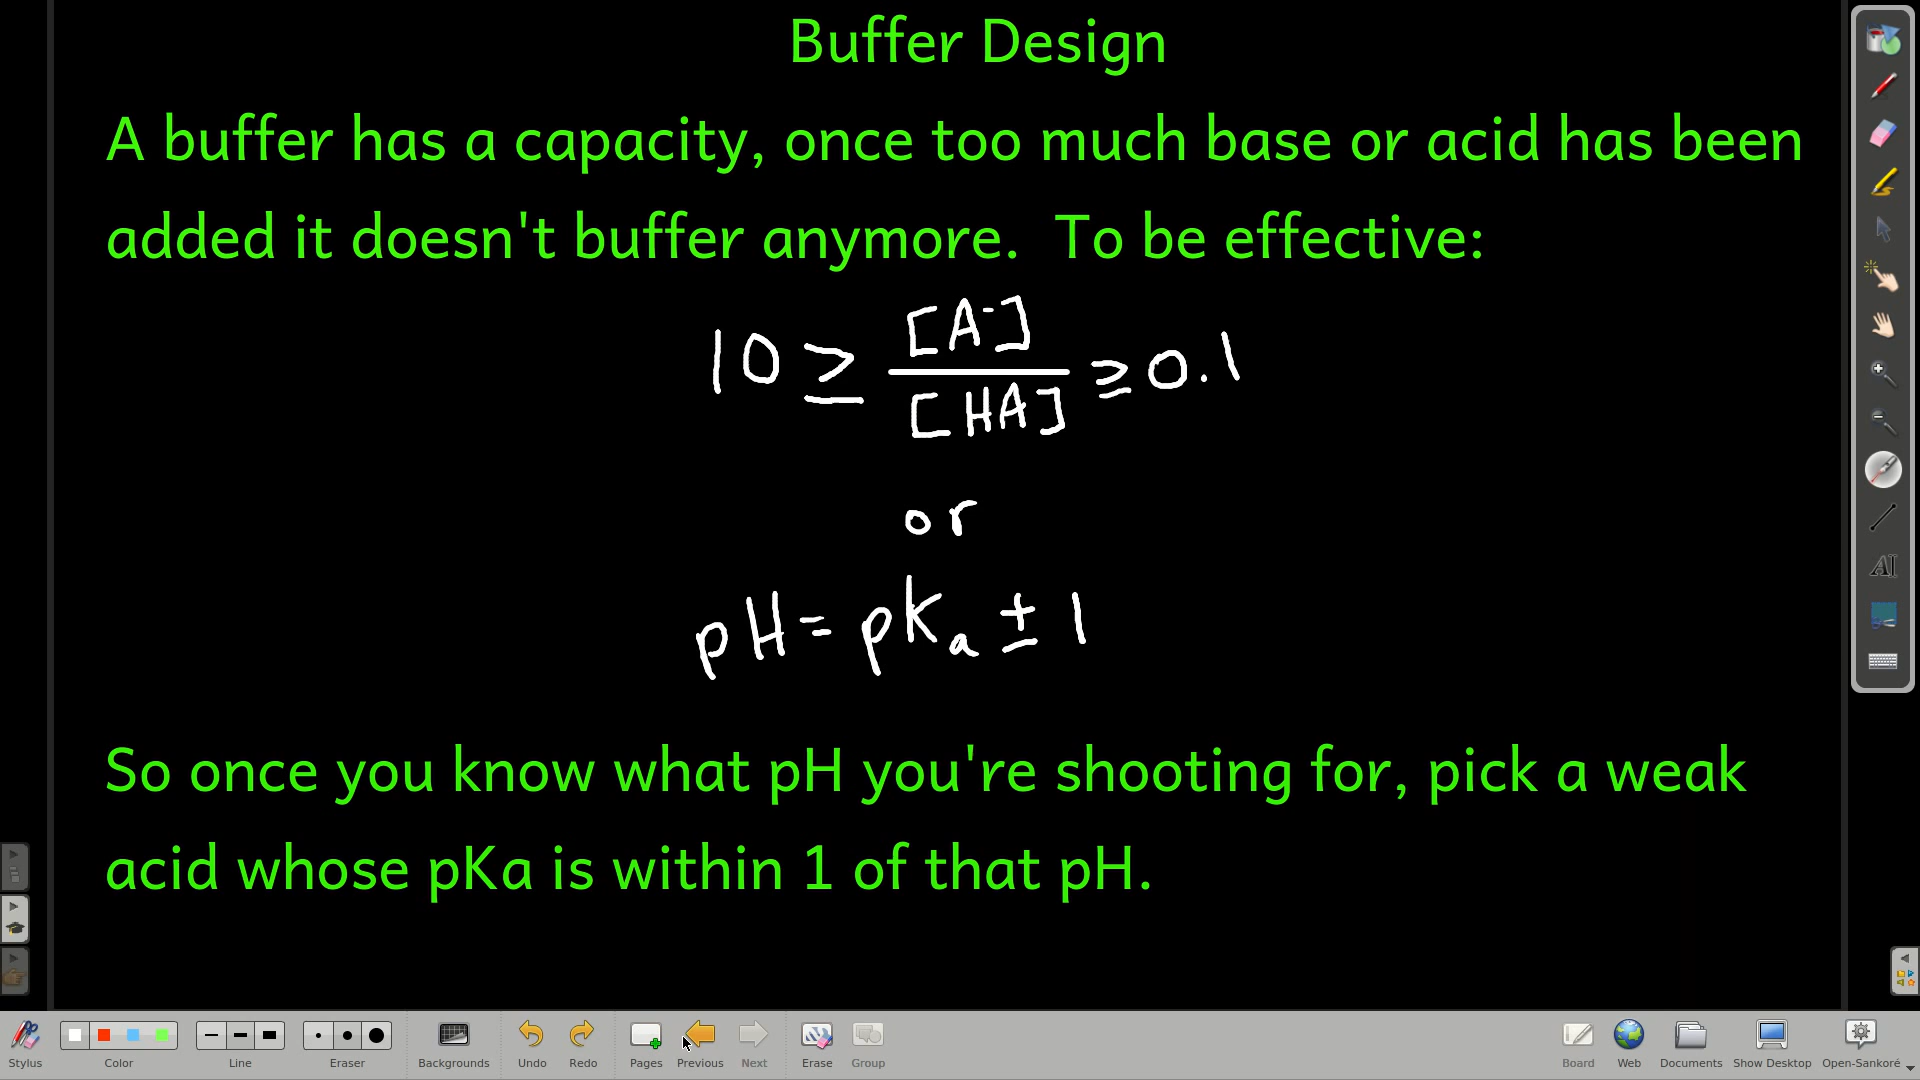 Buffer Design
A buffer has a capacity, once too much base or acid has been
added it doesn't buffer anymore. To be effective:
10 ≥ [A⁻] / [HA] ≥ 0.1
or
pH = pKₐ ± 1
So once you know what pH you're shooting for, pick a weak
acid whose pKa is within 1 of that pH.
AI
Stylus Color Line Eraser Backgrounds Undo Redo Pages Previous Next Erase Group Board Web Documents Show Desktop Open-Sankoré